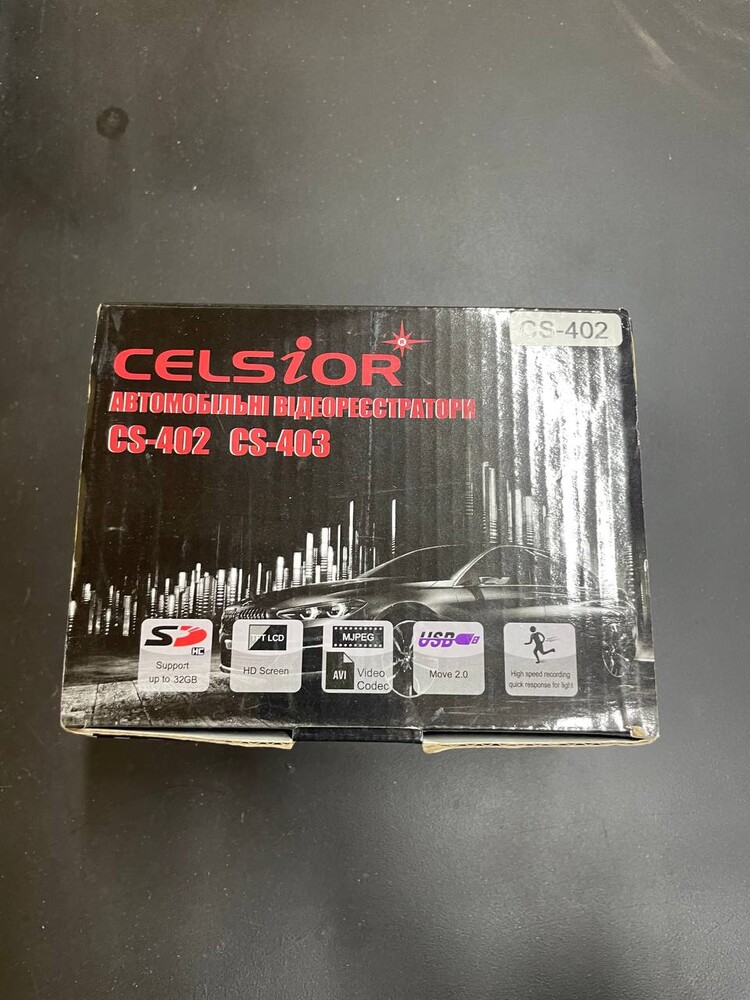 CS-402
CELSiOR
АВТОМОБІЛЬНІ ВІДЕОРЕЄСТРАТОРИ
CS-402 CS-403
SD HC
Support
up to 32GB
TFT LCD
HD Screen
MJPEG
AVI
Video
Codec
USB
Move 2.0
High speed recording
quick response for light